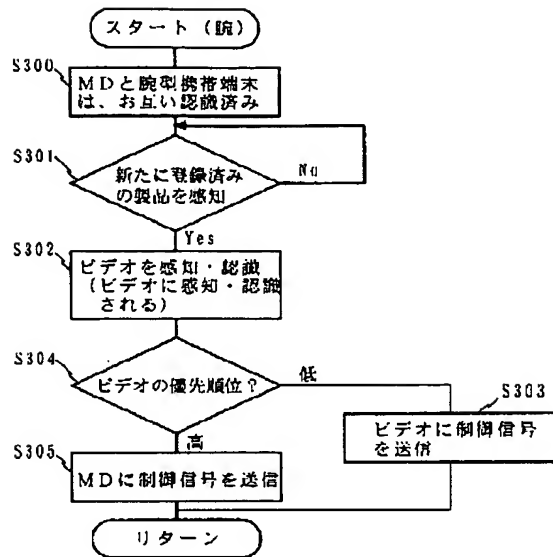 スタート (腕)
S300
MDと腕型携帯端末
は、お互い認識済み
S301
新たに登録済み
の製品を感知
No
Yes
S302
ビデオを感知・認識
(ビデオに感知・認識
される)
S304
ビデオの優先順位?
低
S303
ビデオに制御信号
を送信
高
S305
MDに制御信号を送信
リターン